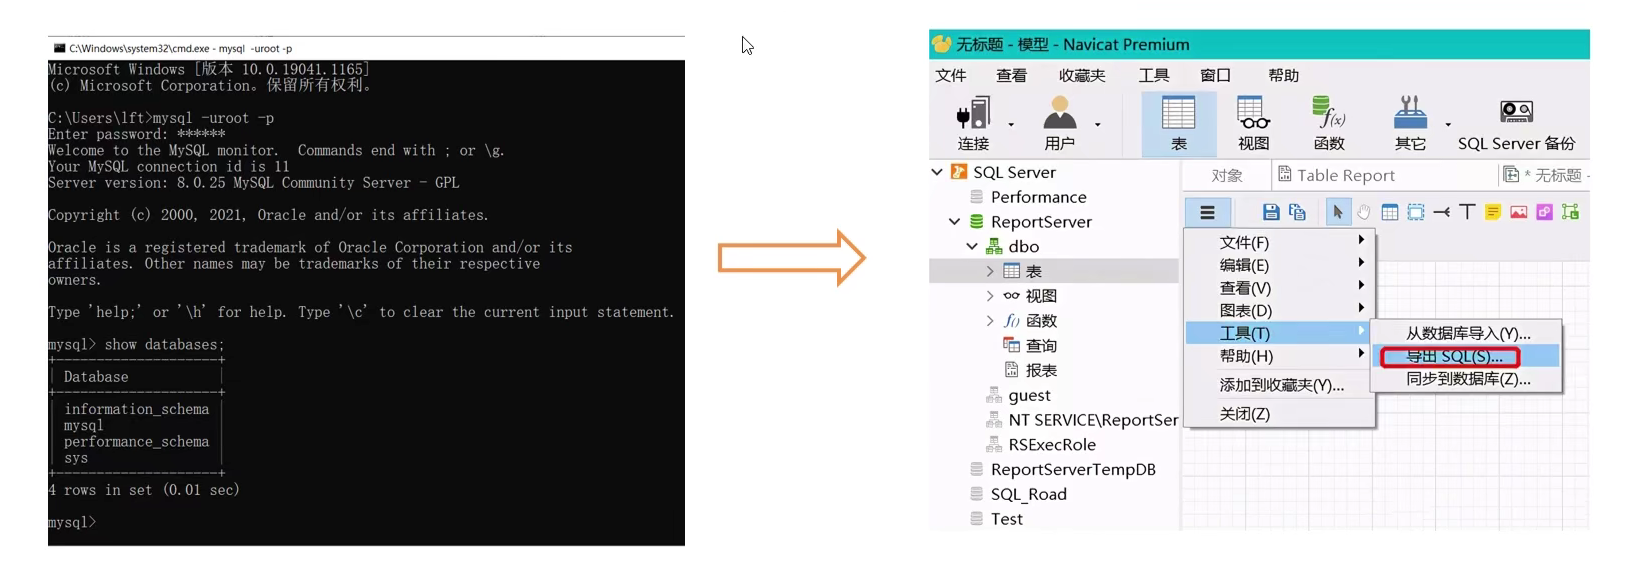 C:\Windows\system32\cmd.exe - mysql  -uroot -p
Microsoft Windows [版本 10.0.19041.1165]
(c) Microsoft Corporation。保留所有权利。
C:\Users\lft>mysql -uroot -p
Enter password: ******
Welcome to the MySQL monitor.  Commands end with ; or \g.
Your MySQL connection id is 11
Server version: 8.0.25 MySQL Community Server - GPL
Copyright (c) 2000, 2021, Oracle and/or its affiliates.
Oracle is a registered trademark of Oracle Corporation and/or its
affiliates. Other names may be trademarks of their respective
owners.
Type 'help;' or '\h' for help. Type '\c' to clear the current input statement.
mysql> show databases;
+--------------------+
| Database           |
+--------------------+
| information_schema |
| mysql              |
| performance_schema |
| sys                |
+--------------------+
4 rows in set (0.01 sec)
mysql>
无标题 - 模型 - Navicat Premium
文件 查看 收藏夹 工具 窗口 帮助
f(x)
连接 用户 表 视图 函数 其它 SQL Server 备份
SQL Server
Performance
ReportServer
dbo
表
视图
f() 函数
查询
报表
guest
NT SERVICE\ReportSer
RSExecRole
ReportServerTempDB
SQL_Road
Test
对象 Table Report * 无标题 -
T
文件(F)
编辑(E)
查看(V)
图表(D)
工具(T)
帮助(H)
添加到收藏夹(Y)...
关闭(Z)
从数据库导入(Y)...
导出 SQL(S)...
同步到数据库(Z)...